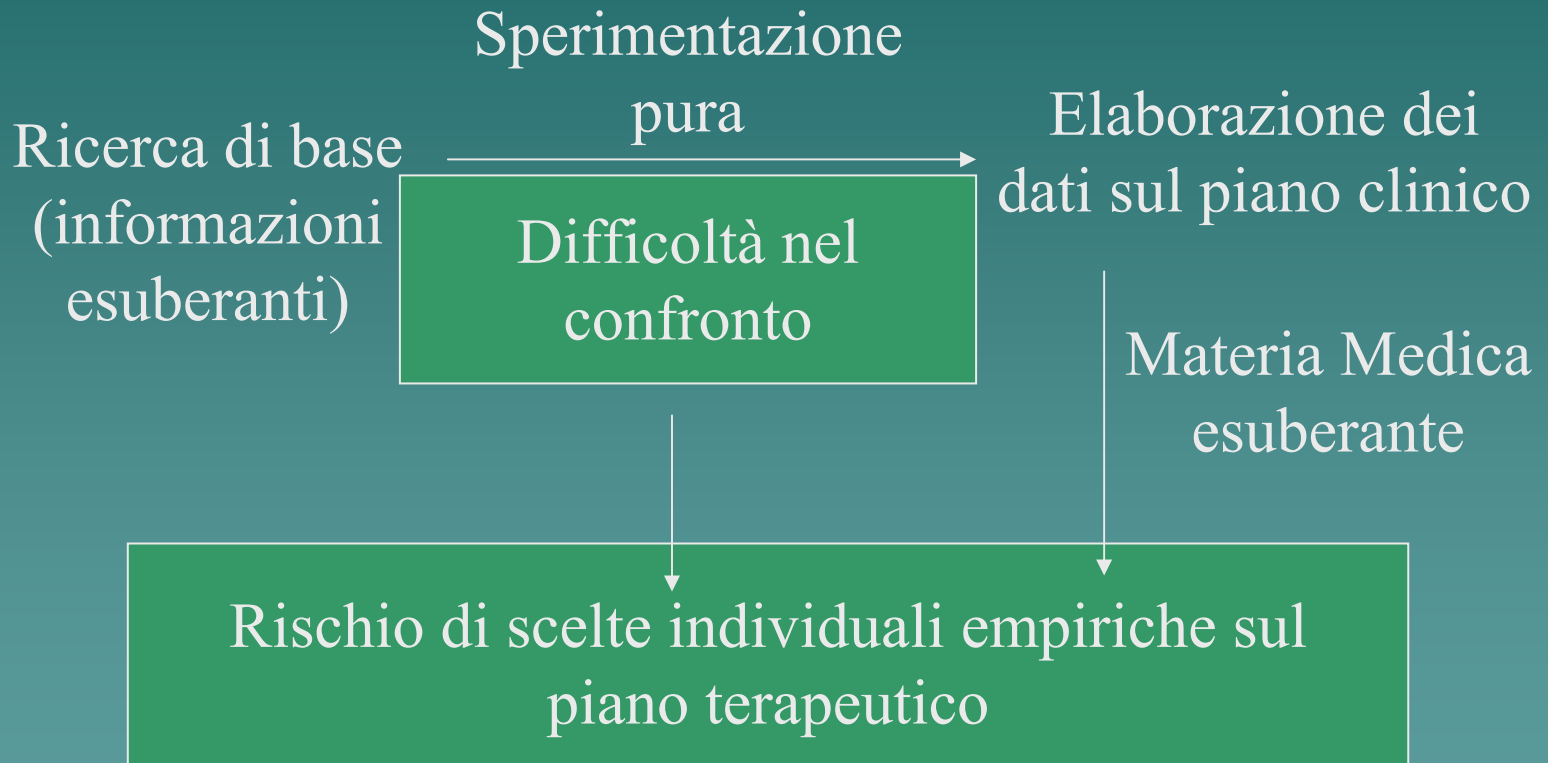 Sperimentazione
pura
Ricerca di base
(informazioni
esuberanti)
Elaborazione dei
dati sul piano clinico
Difficoltà nel
confronto
Materia Medica
esuberante
Rischio di scelte individuali empiriche sul
piano terapeutico